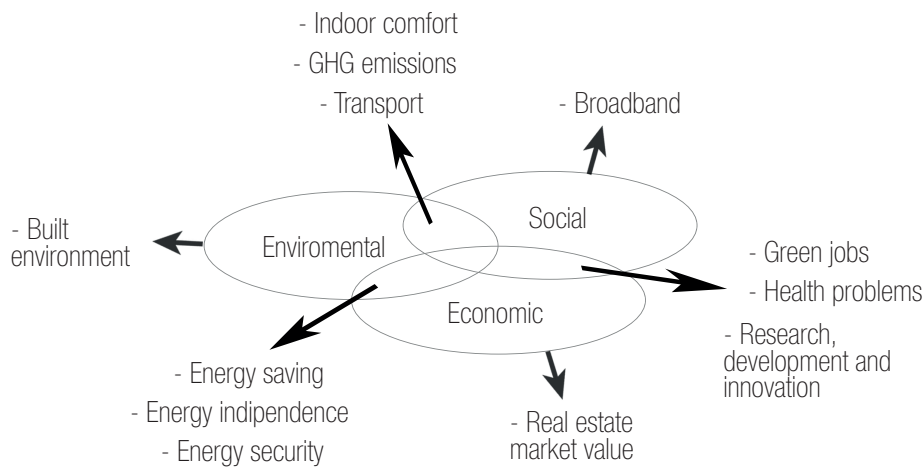 - Indoor comfort
- GHG emissions
- Transport
- Broadband
Social
Enviromental
- Built
environment
- Green jobs
- Health problems
- Research,
development and
innovation
Economic
- Energy saving
- Energy indipendence
- Energy security
- Real estate
market value